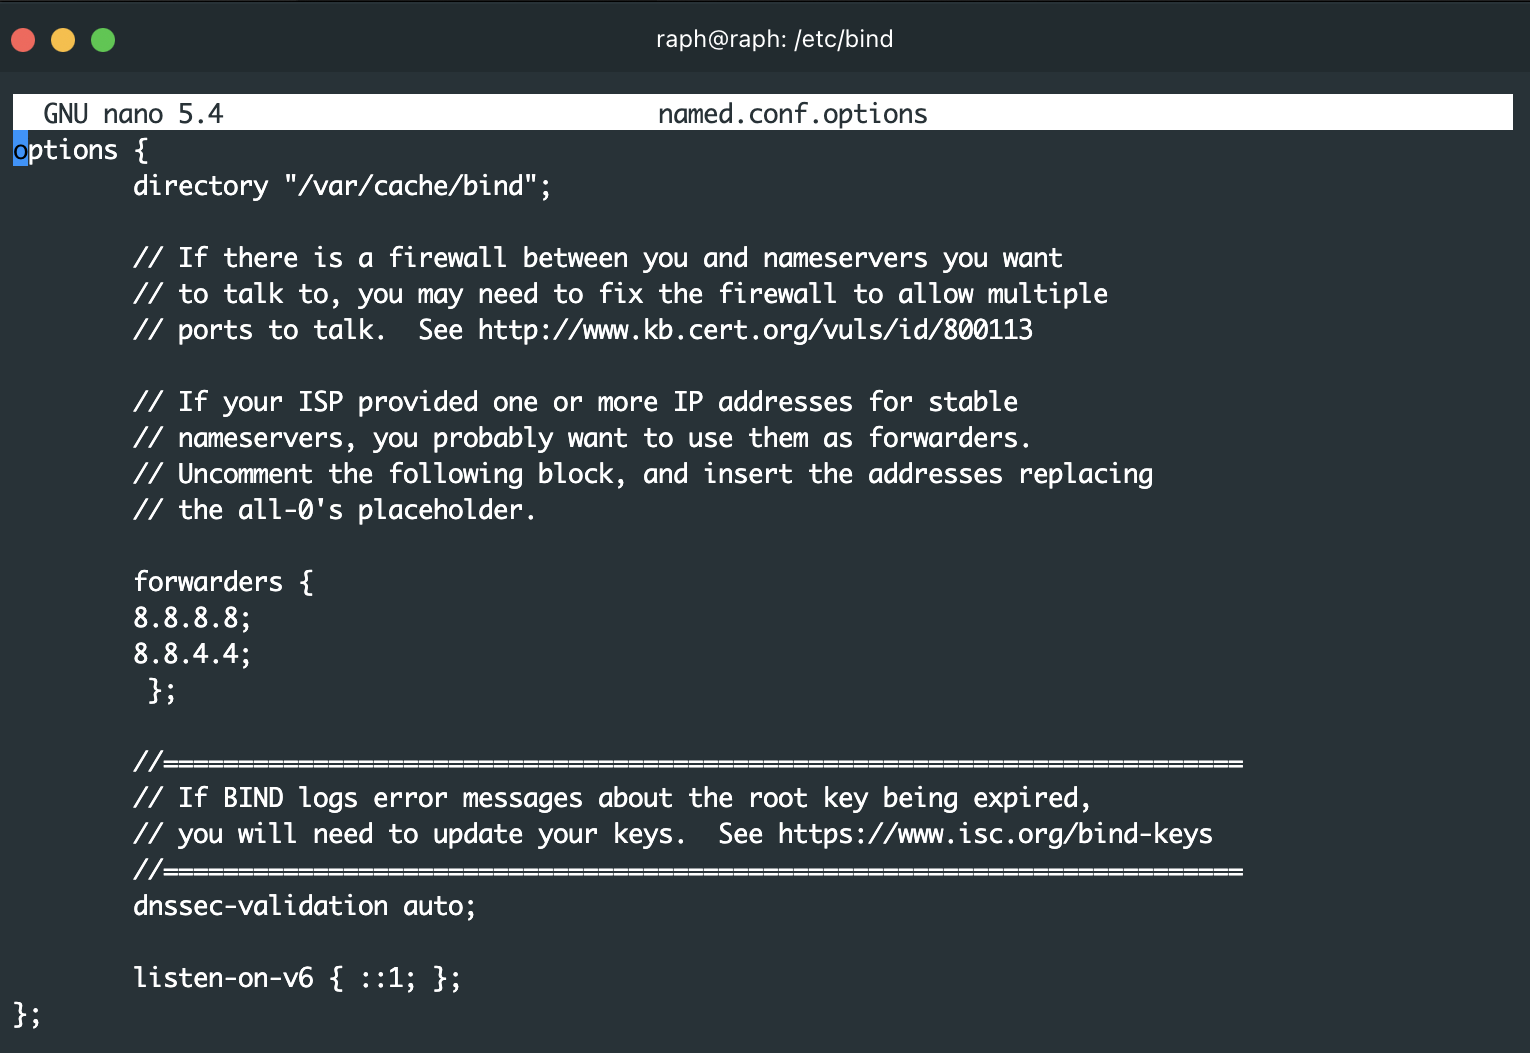 raph@raph: /etc/bind
GNU nano 5.4 named.conf.options
options {
directory "/var/cache/bind";
// If there is a firewall between you and nameservers you want
// to talk to, you may need to fix the firewall to allow multiple
// ports to talk.  See http://www.kb.cert.org/vuls/id/800113
// If your ISP provided one or more IP addresses for stable
// nameservers, you probably want to use them as forwarders.
// Uncomment the following block, and insert the addresses replacing
// the all-0's placeholder.
forwarders {
8.8.8.8;
8.8.4.4;
};
//========================================================================
// If BIND logs error messages about the root key being expired,
// you will need to update your keys.  See https://www.isc.org/bind-keys
//========================================================================
dnssec-validation auto;
listen-on-v6 { ::1; };
};